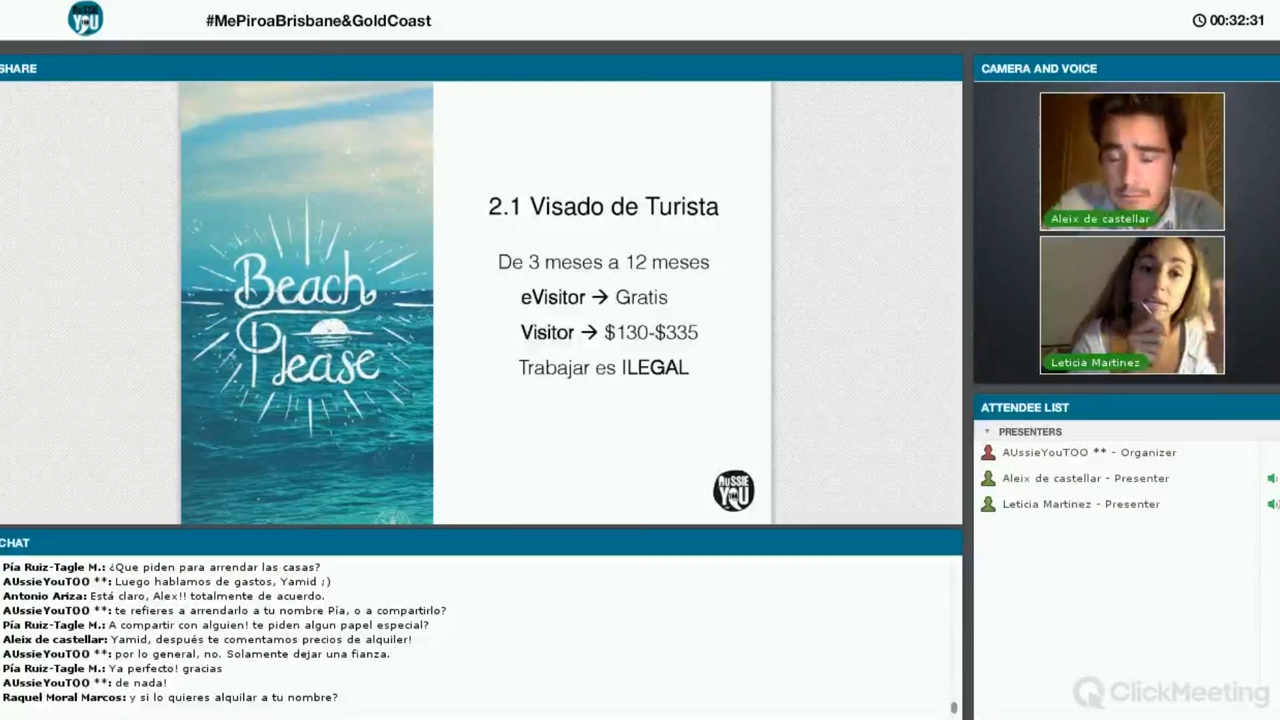 AUSSIE
YOU
#MePiroaBrisbane&GoldCoast
00:32:31
SHARE
CAMERA AND VOICE
Beach
Please
2.1 Visado de Turista
De 3 meses a 12 meses
eVisitor → Gratis
Visitor → $130-$335
Trabajar es ILEGAL
AUSSIE
YOU
Aleix de castellar
Leticia Martinez
ATTENDEE LIST
PRESENTERS
AUssieYouTOO ** - Organizer
Aleix de castellar - Presenter
Leticia Martinez - Presenter
CHAT
Pía Ruiz-Tagle M.: ¿Que piden para arrendar las casas?
AUssieYouTOO **: Luego hablamos de gastos, Yamid ;)
Antonio Ariza: Está claro, Alex!! totalmente de acuerdo.
AUssieYouTOO **: te refieres a arrendarlo a tu nombre Pía, o a compartirlo?
Pía Ruiz-Tagle M.: A compartir con alguien! te piden algun papel especial?
Aleix de castellar: Yamid, después te comentamos precios de alquiler!
AUssieYouTOO **: por lo general, no. Solamente dejar una fianza.
Pía Ruiz-Tagle M.: Ya perfecto! gracias
AUssieYouTOO **: de nada!
Raquel Moral Marcos: y si lo quieres alquilar a tu nombre?
ClickMeeting